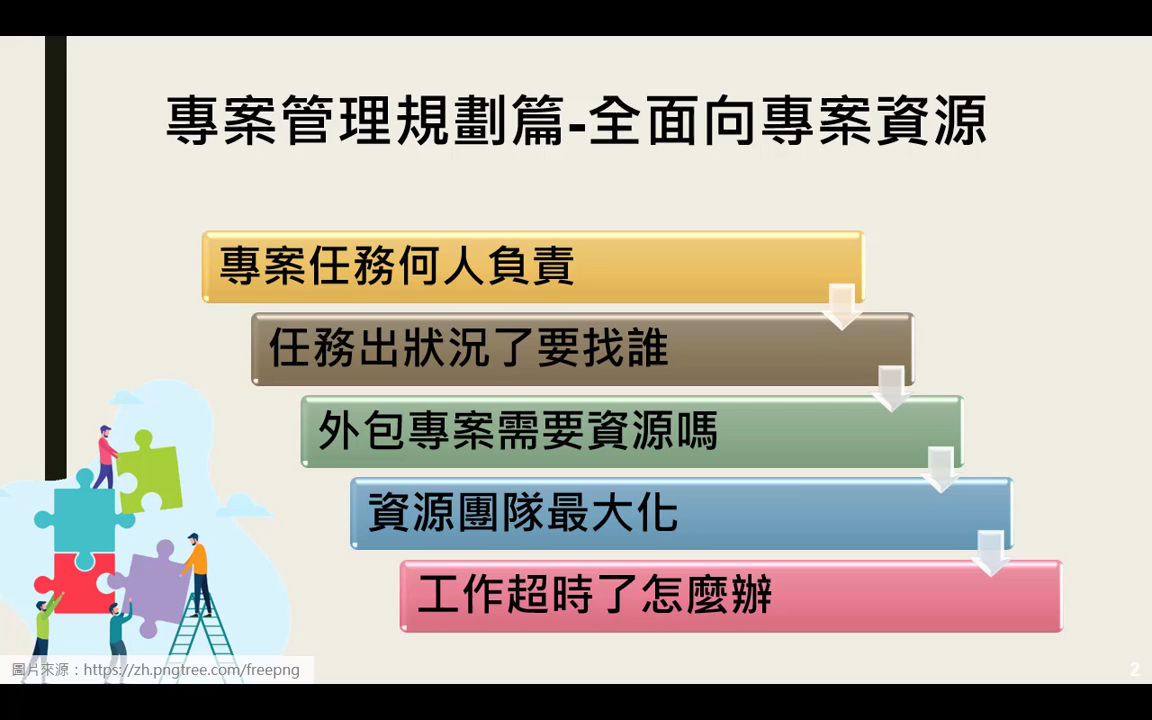 專案管理規劃篇-全面向專案資源
專案任務何人負責
任務出狀況了要找誰
外包專案需要資源嗎
資源團隊最大化
工作超時了怎麼辦
圖片來源：https://zh.pngtree.com/freepng
2